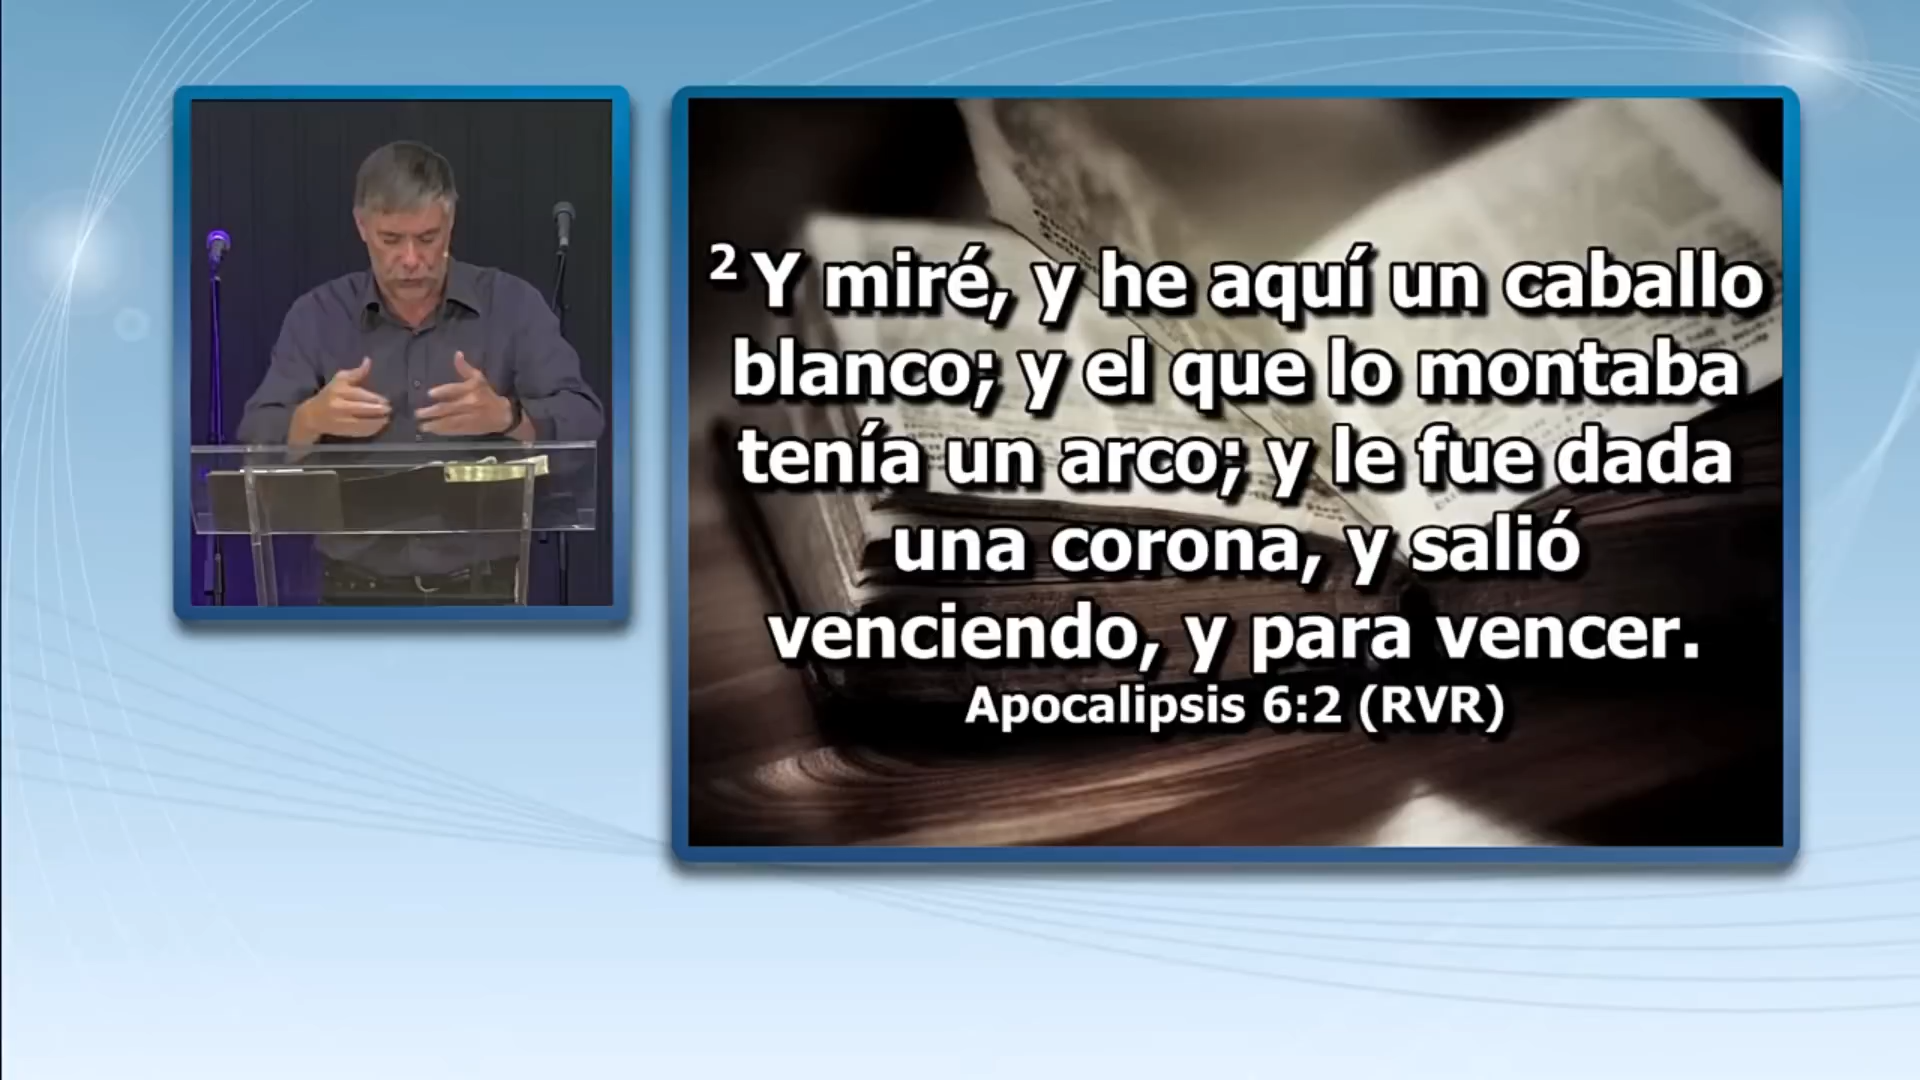 2 Y miré, y he aquí un caballo
blanco; y el que lo montaba
tenía un arco; y le fue dada
una corona, y salió
venciendo, y para vencer.
Apocalipsis 6:2 (RVR)